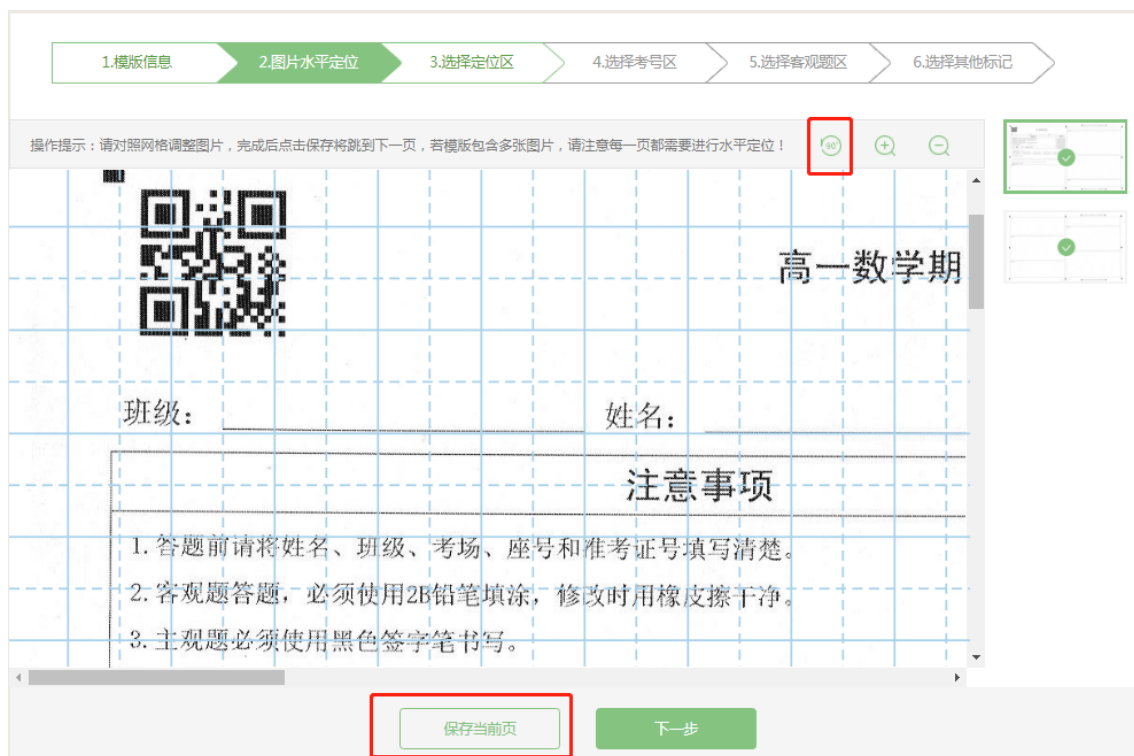 1.模版信息
2.图片水平定位
3.选择定位区
4.选择考号区
5.选择客观题区
6.选择其他标记
操作提示：请对照网格调整图片，完成后点击保存将跳到下一页，若模版包含多张图片，请注意每一页都需要进行水平定位！
90°
高一数学期
班级：
姓名：
注意事项
1. 答题前请将姓名、班级、考场、座号和准考证号填写清楚。
2. 客观题答题，必须使用2B铅笔填涂，修改时用橡皮擦干净。
3. 主观题必须使用黑色签字笔书写。
保存当前页
下一步